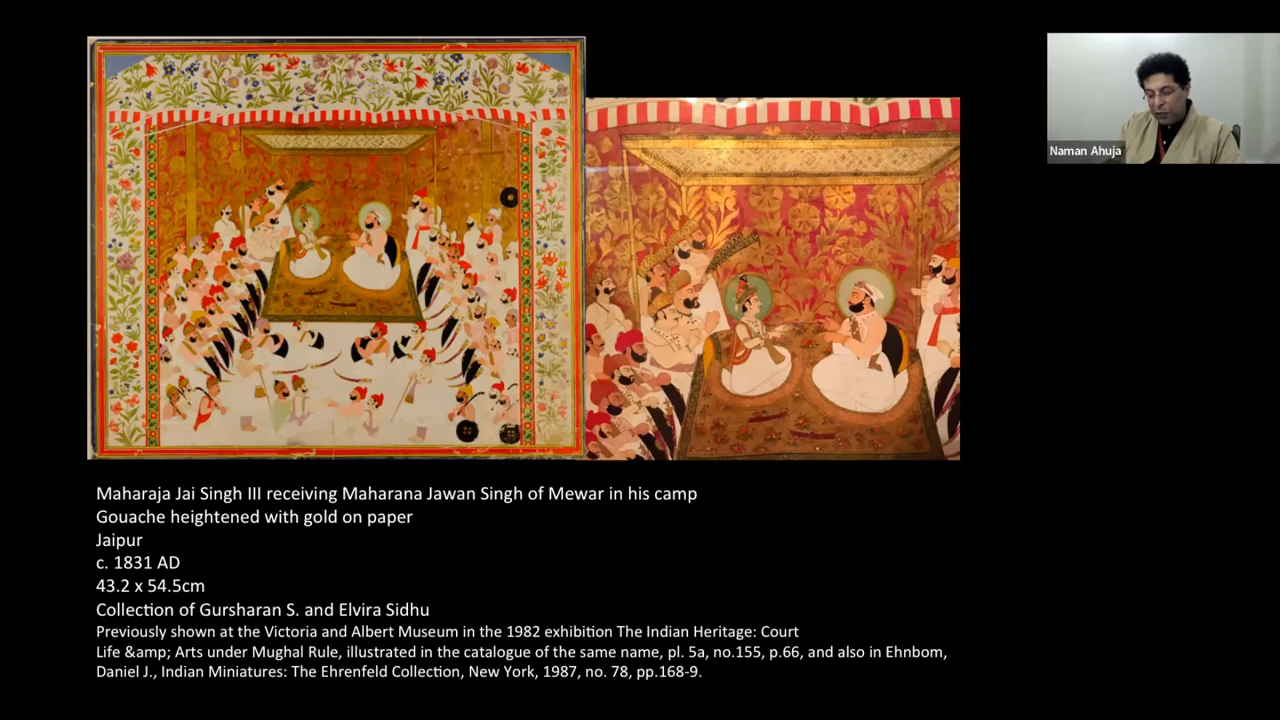 Naman Ahuja
Maharaja Jai Singh III receiving Maharana Jawan Singh of Mewar in his camp
Gouache heightened with gold on paper
Jaipur
c. 1831 AD
43.2 x 54.5cm
Collection of Gursharan S. and Elvira Sidhu
Previously shown at the Victoria and Albert Museum in the 1982 exhibition The Indian Heritage: Court
Life &amp; Arts under Mughal Rule, illustrated in the catalogue of the same name, pl. 5a, no.155, p.66, and also in Ehnbom,
Daniel J., Indian Miniatures: The Ehrenfeld Collection, New York, 1987, no. 78, pp.168-9.